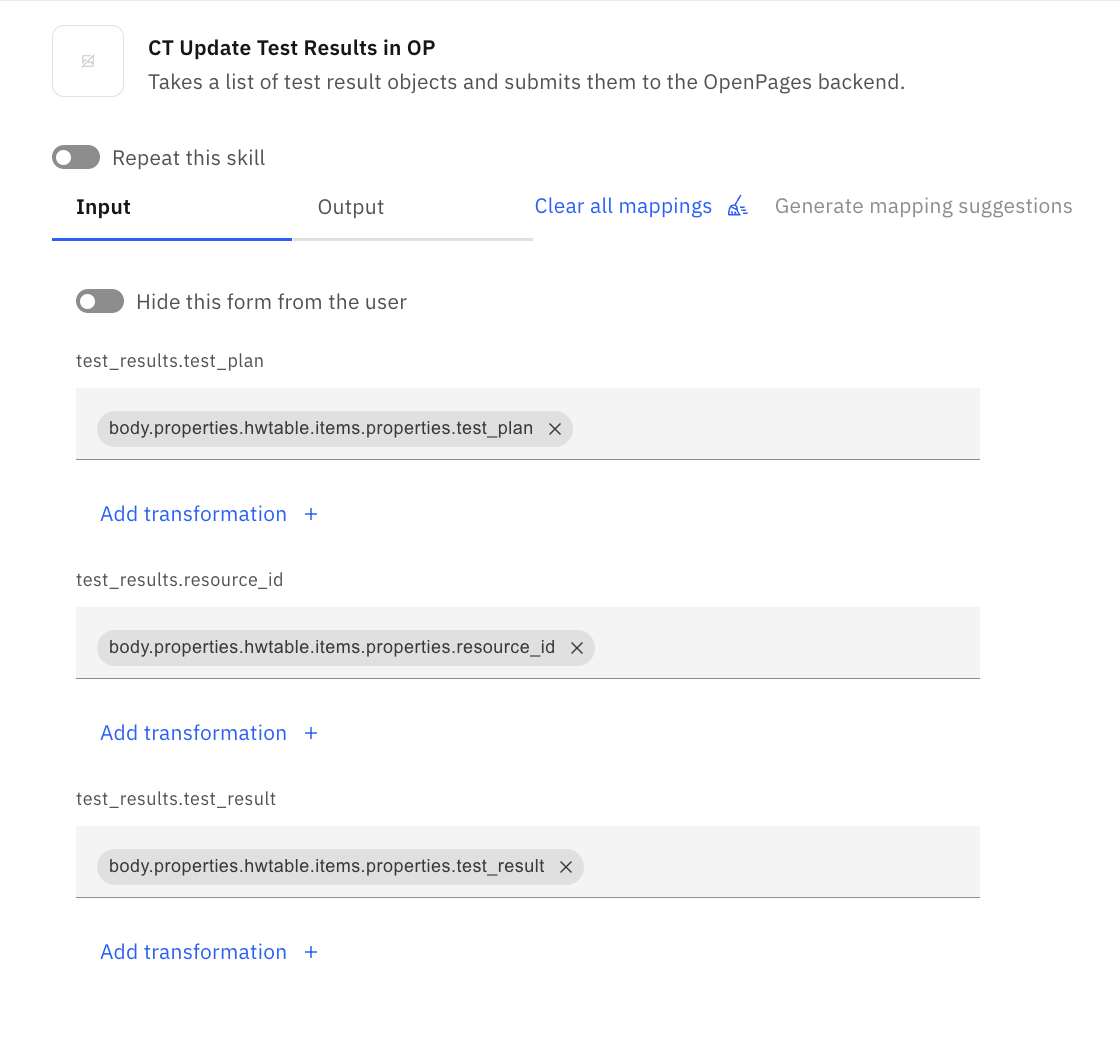 CT Update Test Results in OP
Takes a list of test result objects and submits them to the OpenPages backend.
Repeat this skill
Input
Output
Clear all mappings
Generate mapping suggestions
Hide this form from the user
test_results.test_plan
body.properties.hwtable.items.properties.test_plan
Add transformation +
test_results.resource_id
body.properties.hwtable.items.properties.resource_id
Add transformation +
test_results.test_result
body.properties.hwtable.items.properties.test_result
Add transformation +